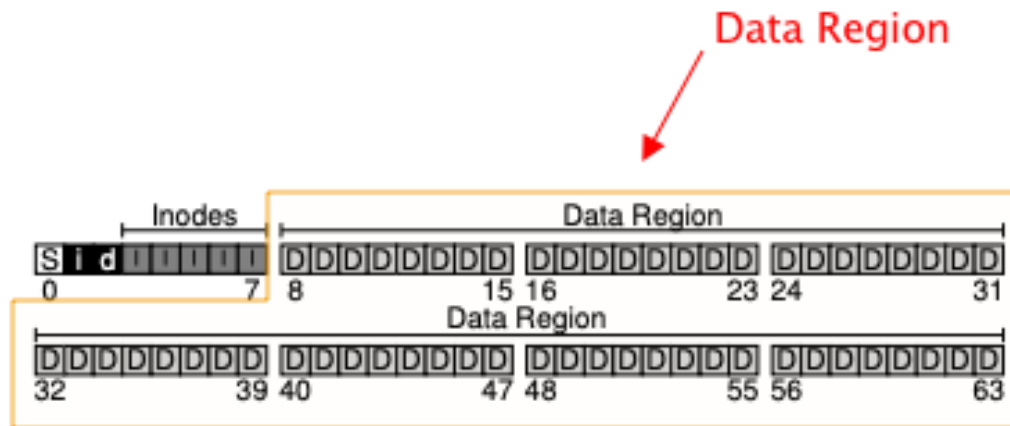 Data Region
Inodes Data Region
S i d I I I I I D D D D D D D D D D D D D D D D D D D D D D D D
0 7 8 15 16 23 24 31
Data Region
D D D D D D D D D D D D D D D D D D D D D D D D D D D D D D D D
32 39 40 47 48 55 56 63